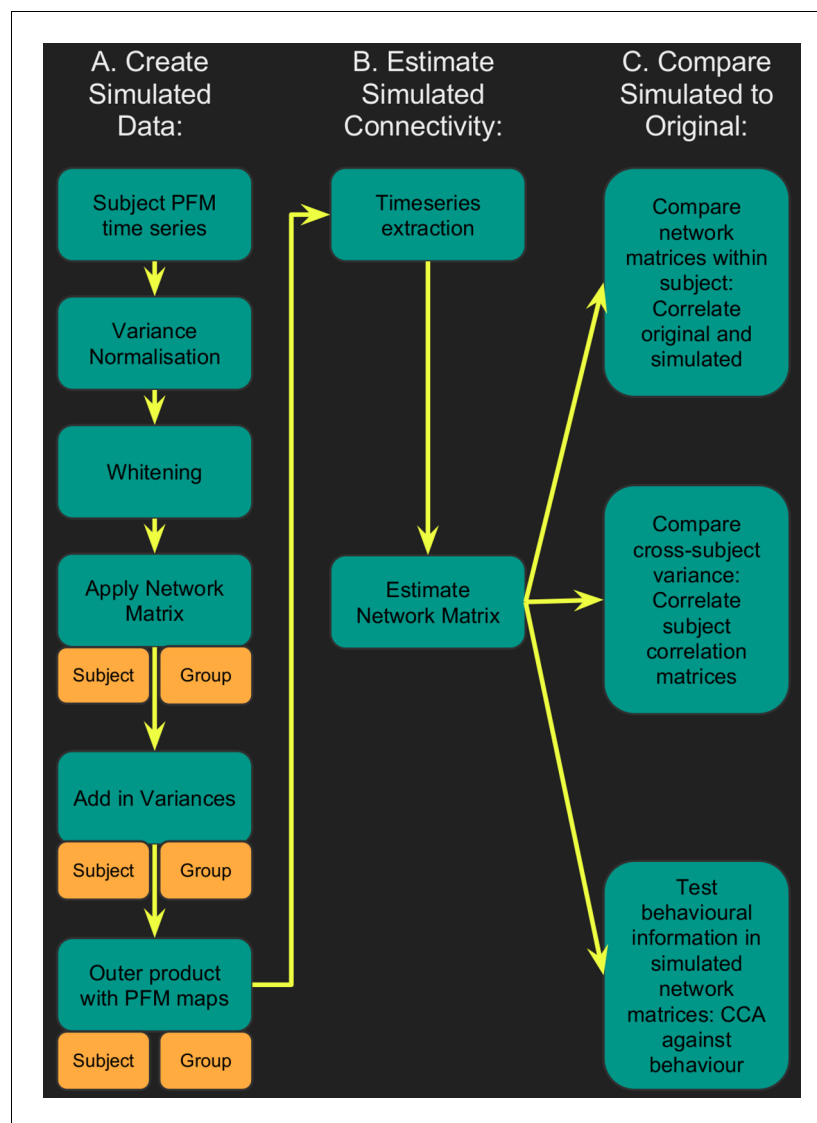 A. Create
Simulated
Data:
Subject PFM
time series
Variance
Normalisation
Whitening
Apply Network
Matrix
Subject
Group
Add in Variances
Subject
Group
Outer product
with PFM maps
Subject
Group
B. Estimate
Simulated
Connectivity:
Timeseries
extraction
Estimate
Network Matrix
C. Compare
Simulated to
Original:
Compare
network
matrices within
subject:
Correlate
original and
simulated
Compare
cross-subject
variance:
Correlate
subject
correlation
matrices
Test
behavioural
information in
simulated
network
matrices: CCA
against
behaviour